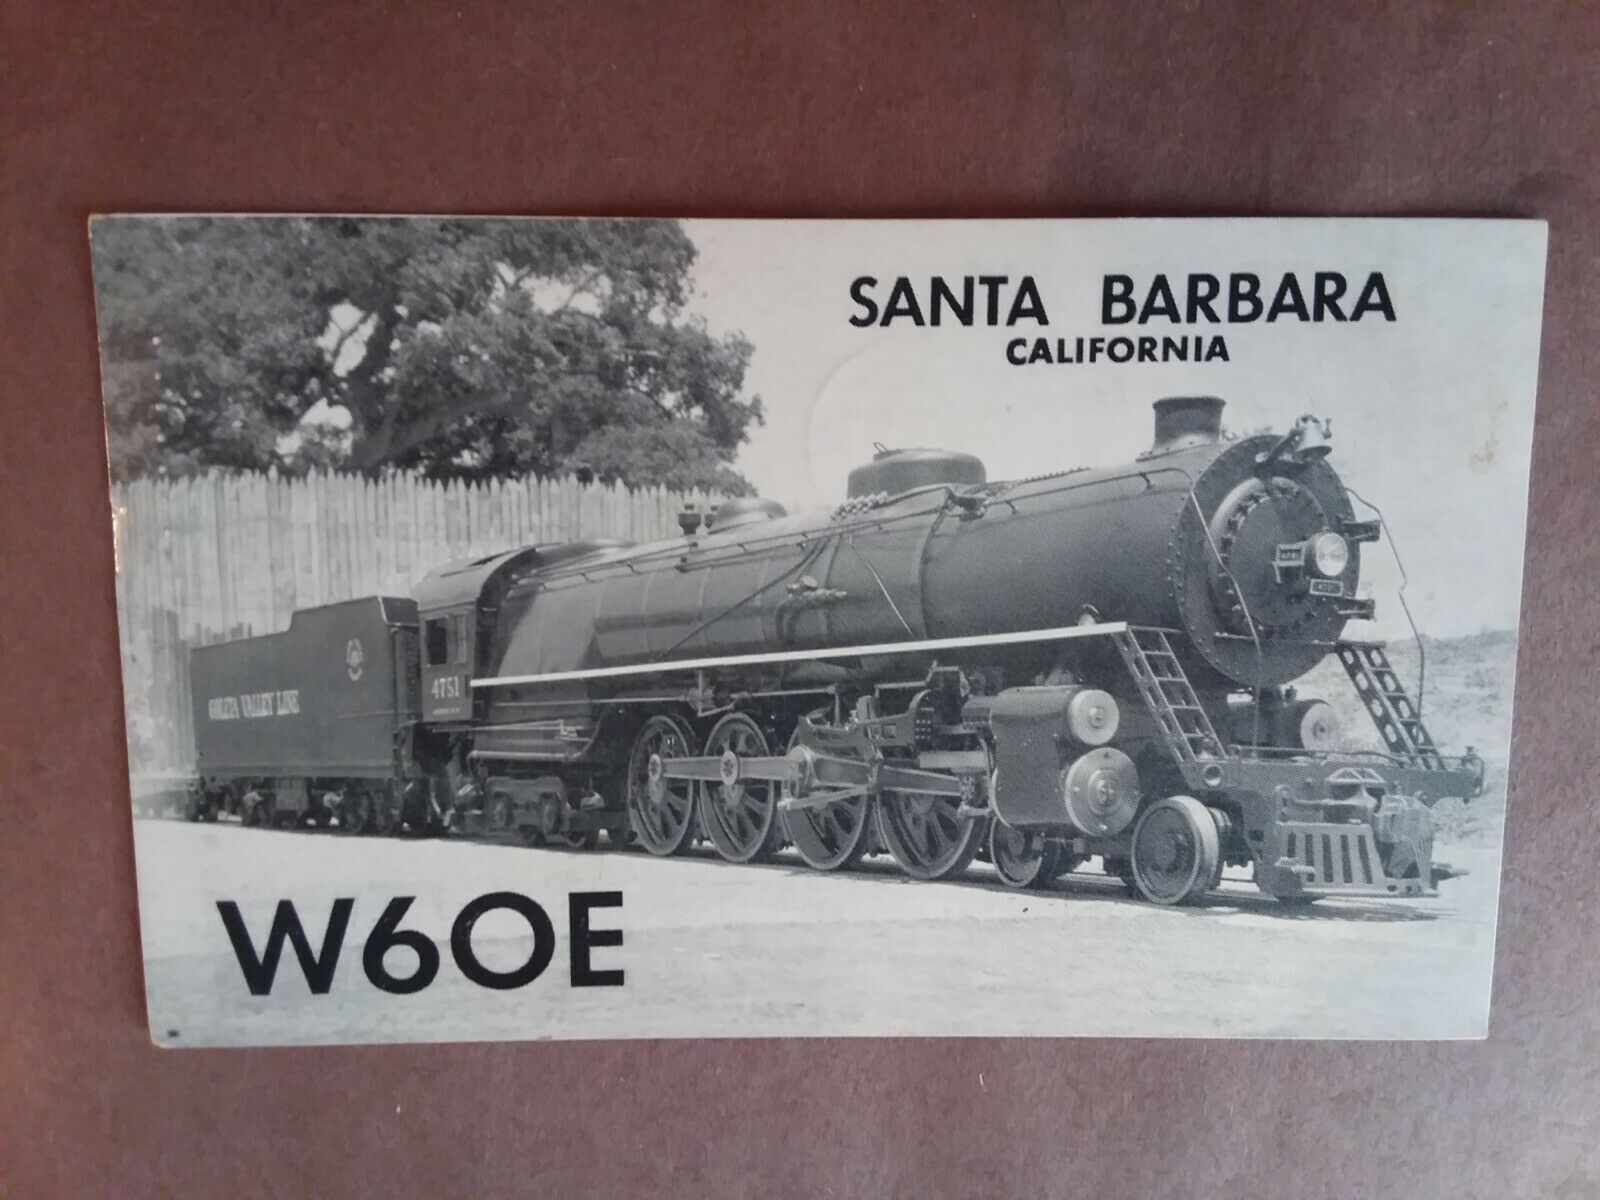 SANTA BARBARA
CALIFORNIA
GOLETA VALLEY LINE
4751
W6OE